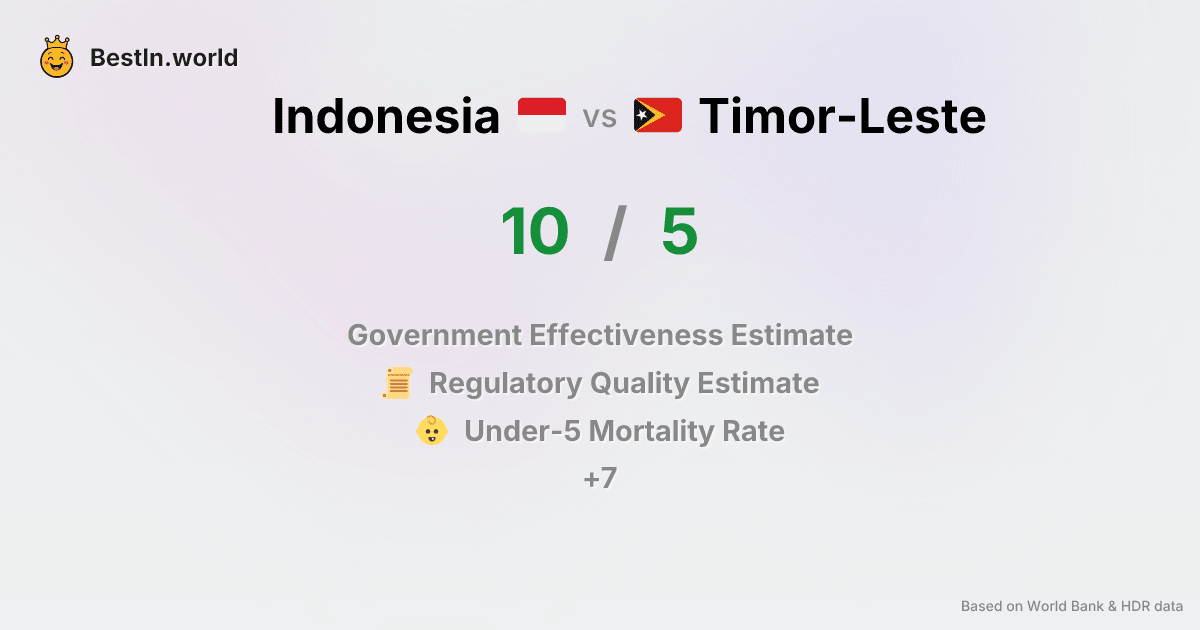 BestIn.world
Indonesia vs Timor-Leste
10 / 5
Government Effectiveness Estimate
Regulatory Quality Estimate
Under-5 Mortality Rate
+7
Based on World Bank & HDR data